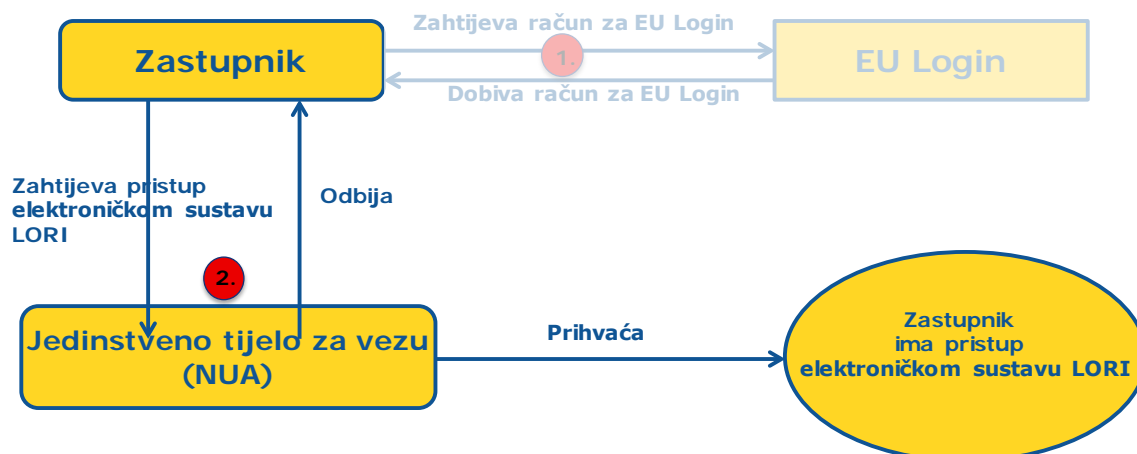 Zahtijeva račun za EU Login
Zastupnik
1.
EU Login
Dobiva račun za EU Login
Zahtijeva pristup
elektroničkom sustavu
LORI
Odbija
2.
Jedinstveno tijelo za vezu
(NUA)
Prihvaća
Zastupnik
ima pristup
elektroničkom sustavu LORI